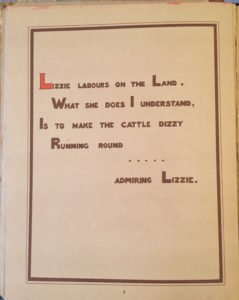 Lizzie labours on the Land.
What she does I understand,
Is to make the cattle dizzy
Running round
.....
admiring Lizzie.
7